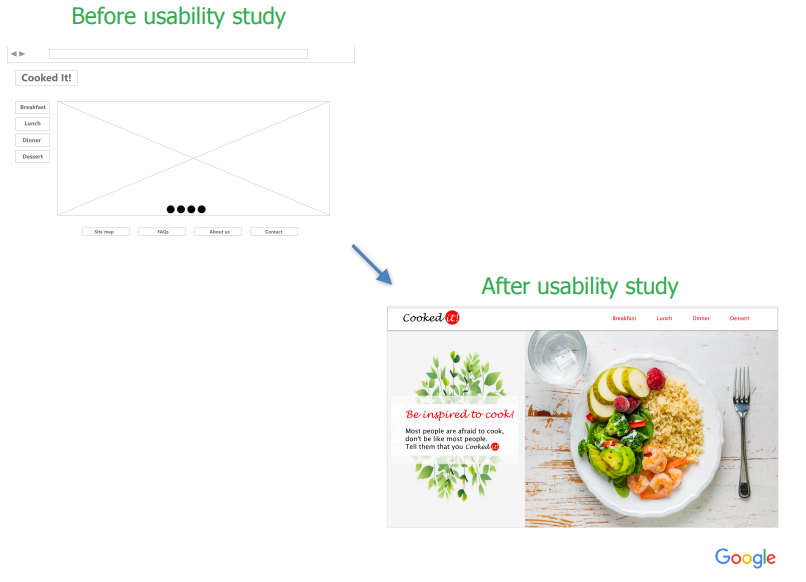 Before usability study
Cooked It!
Breakfast
Lunch
Dinner
Dessert
Site map FAQs About us Contact
After usability study
Cooked it! Breakfast Lunch Dinner Dessert
Be inspired to cook!
Most people are afraid to cook,
don't be like most people.
Tell them that you Cooked it!
Google